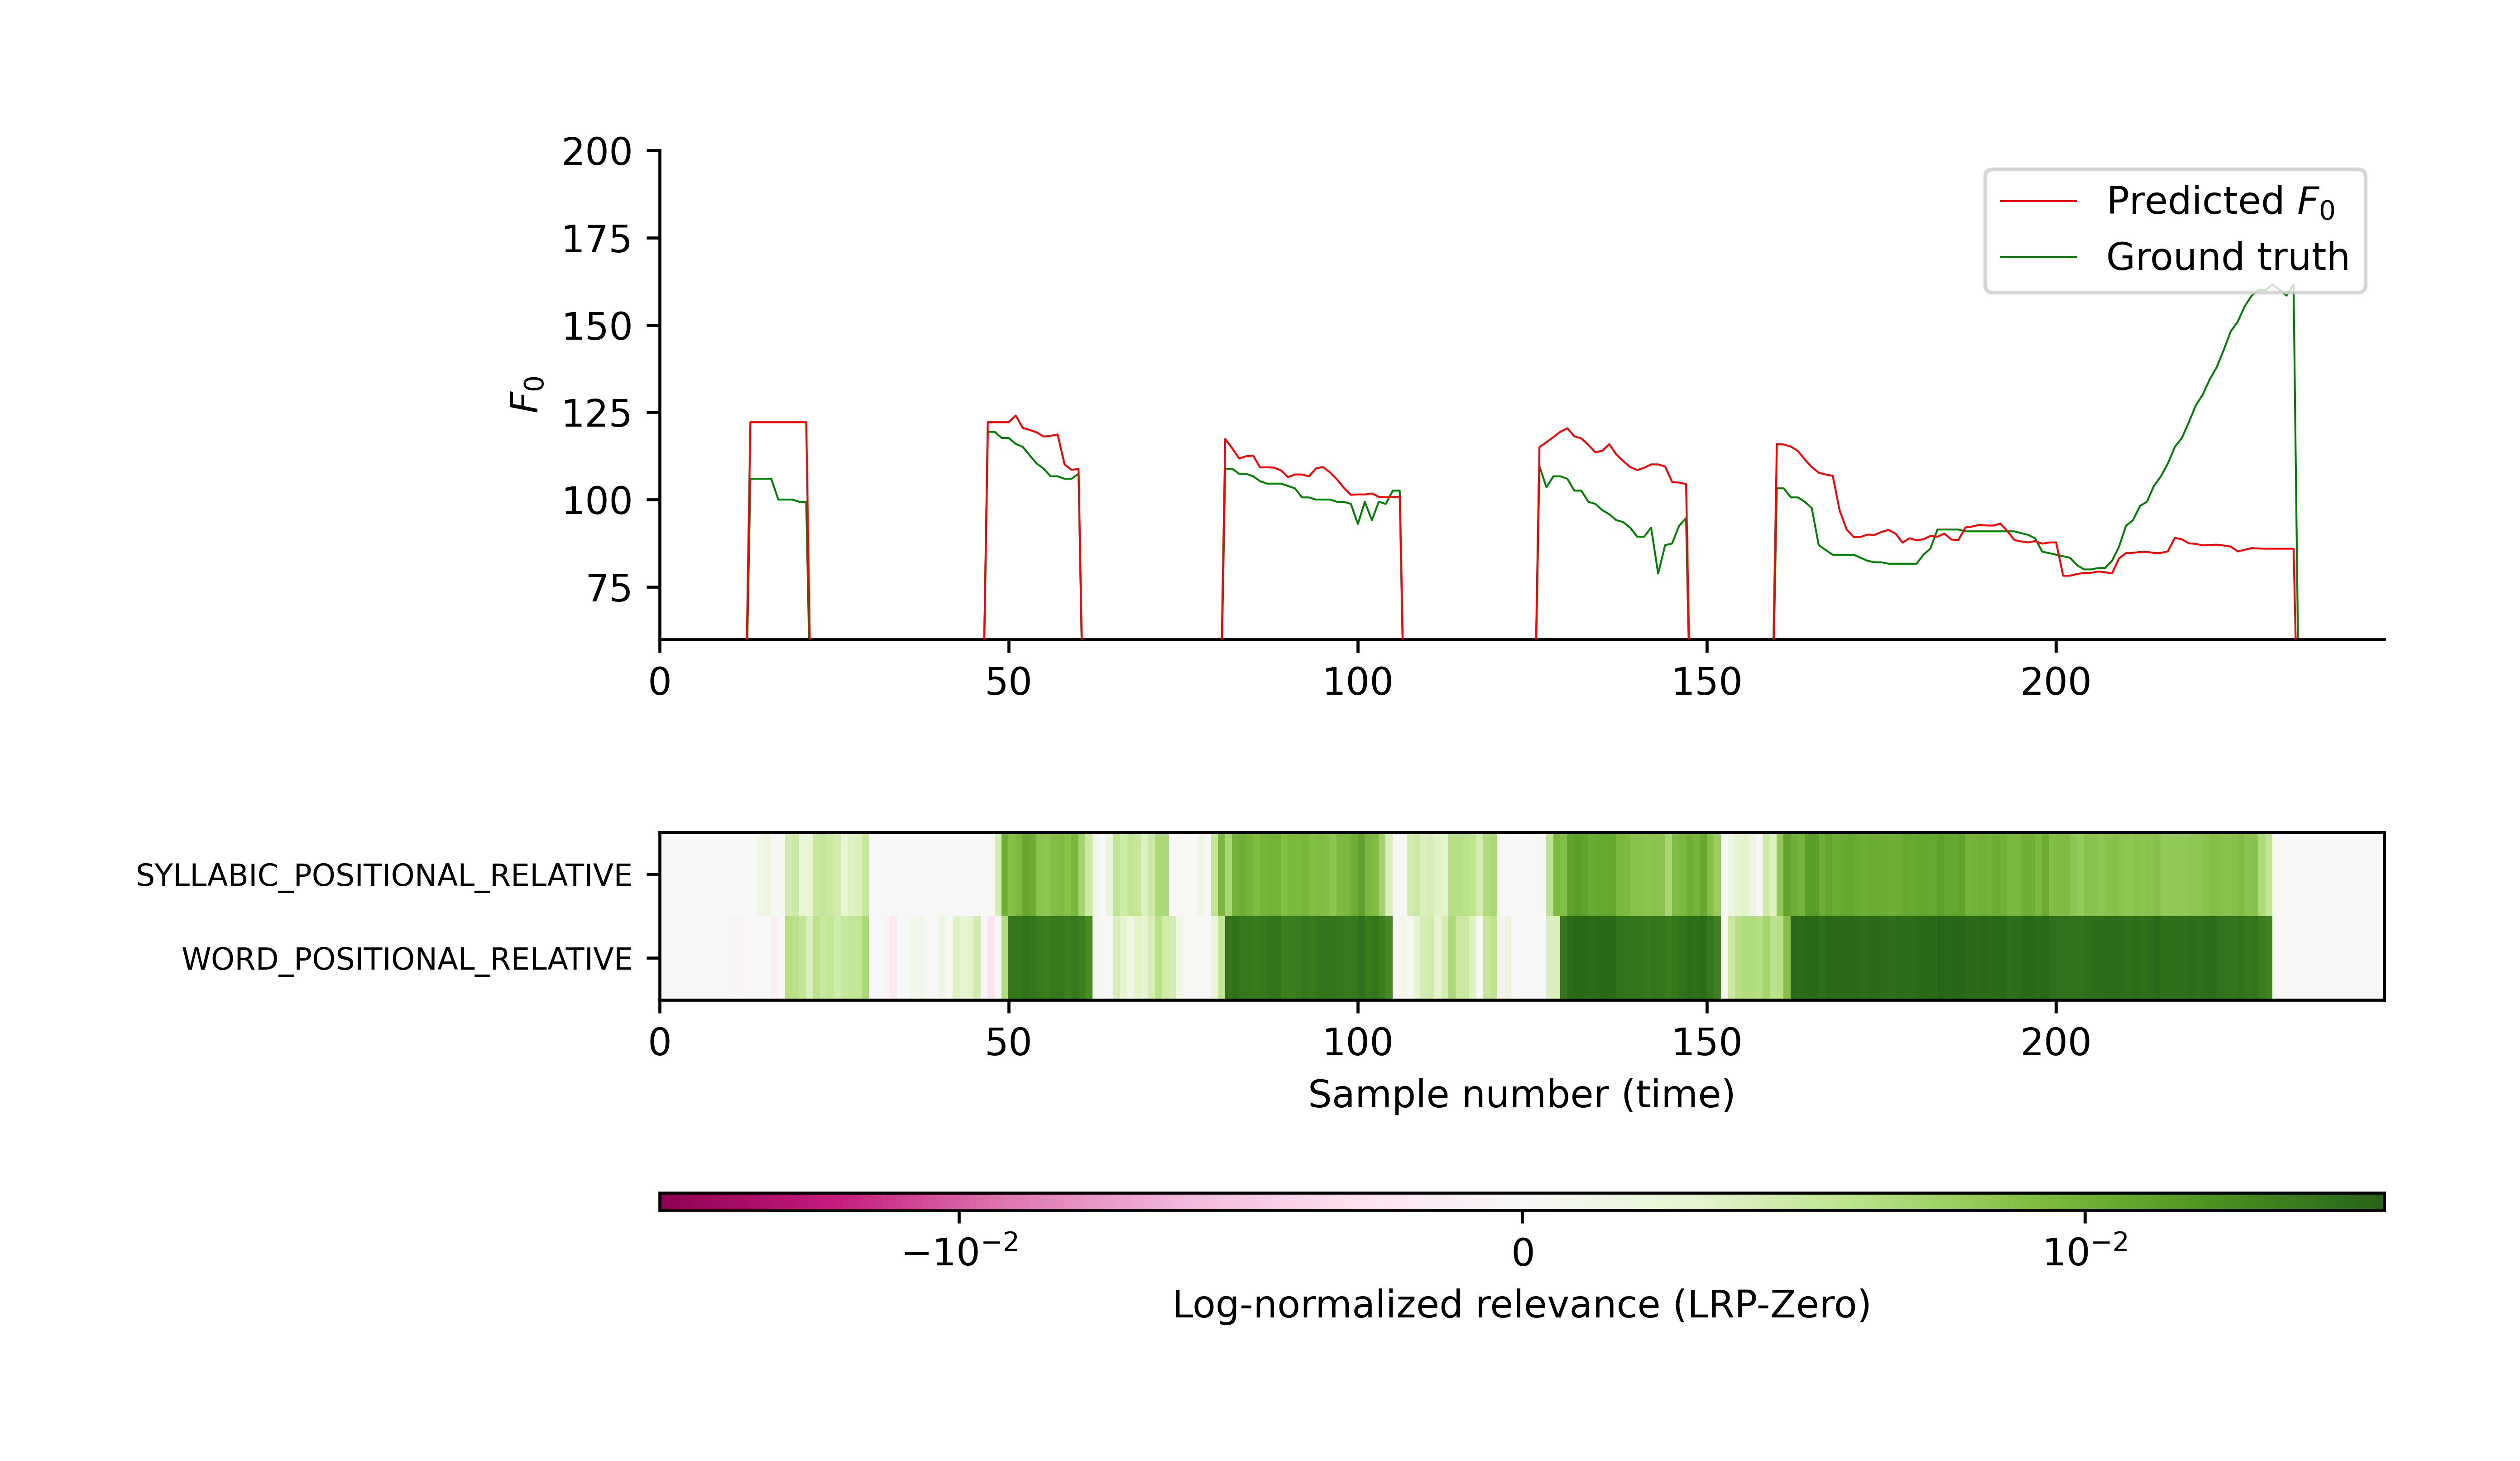 200
175
150
125
100
75
F0
Predicted F0
Ground truth
0 50 100 150 200
SYLLABIC_POSITIONAL_RELATIVE
WORD_POSITIONAL_RELATIVE
0 50 100 150 200
Sample number (time)
−10−2 0 10−2
Log-normalized relevance (LRP-Zero)